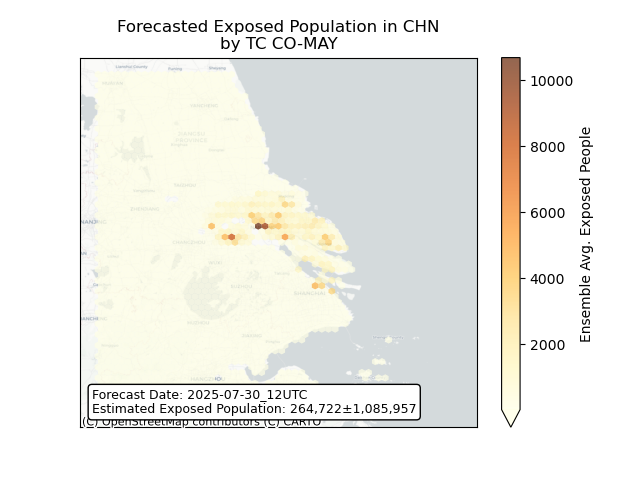 Forecasted Exposed Population in CHN
by TC CO-MAY
10000
8000
6000
4000
2000
Ensemble Avg. Exposed People
Forecast Date: 2025-07-30_12UTC
Estimated Exposed Population: 264,722±1,085,957
(C) OpenStreetMap contributors (C) CARTO